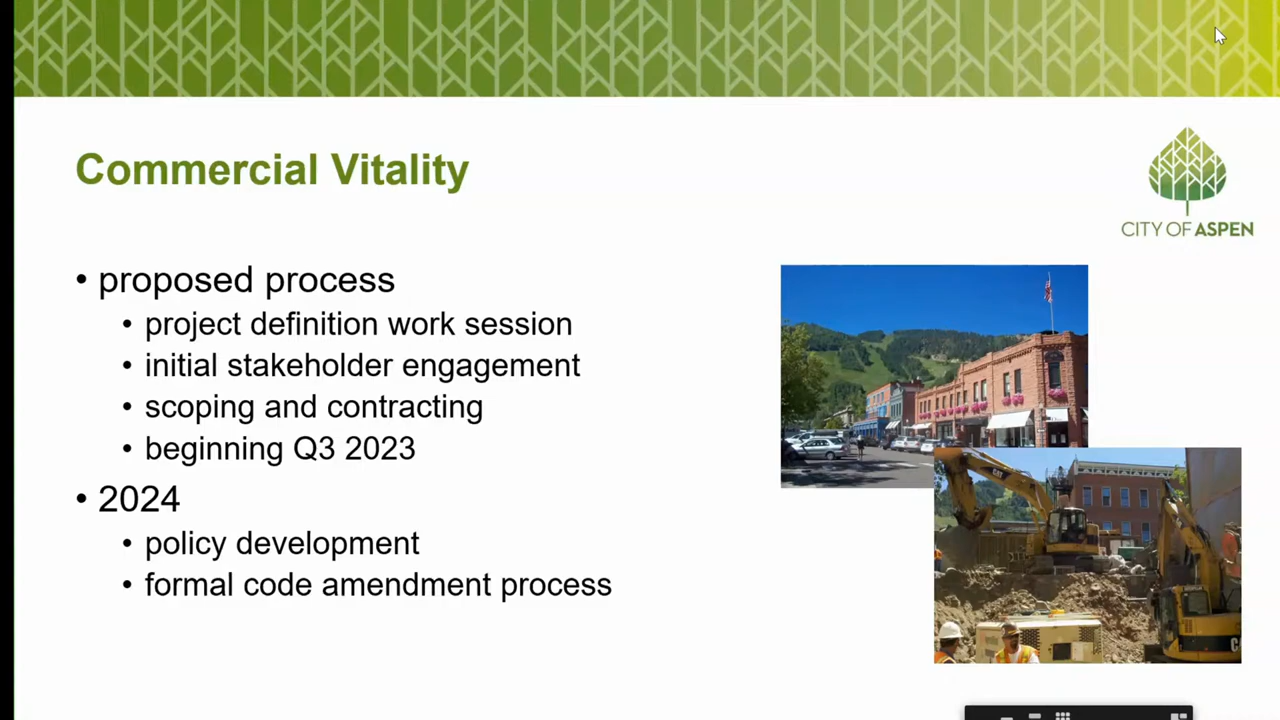 Commercial Vitality
CITY OF ASPEN
• proposed process
• project definition work session
• initial stakeholder engagement
• scoping and contracting
• beginning Q3 2023
• 2024
• policy development
• formal code amendment process
CAT